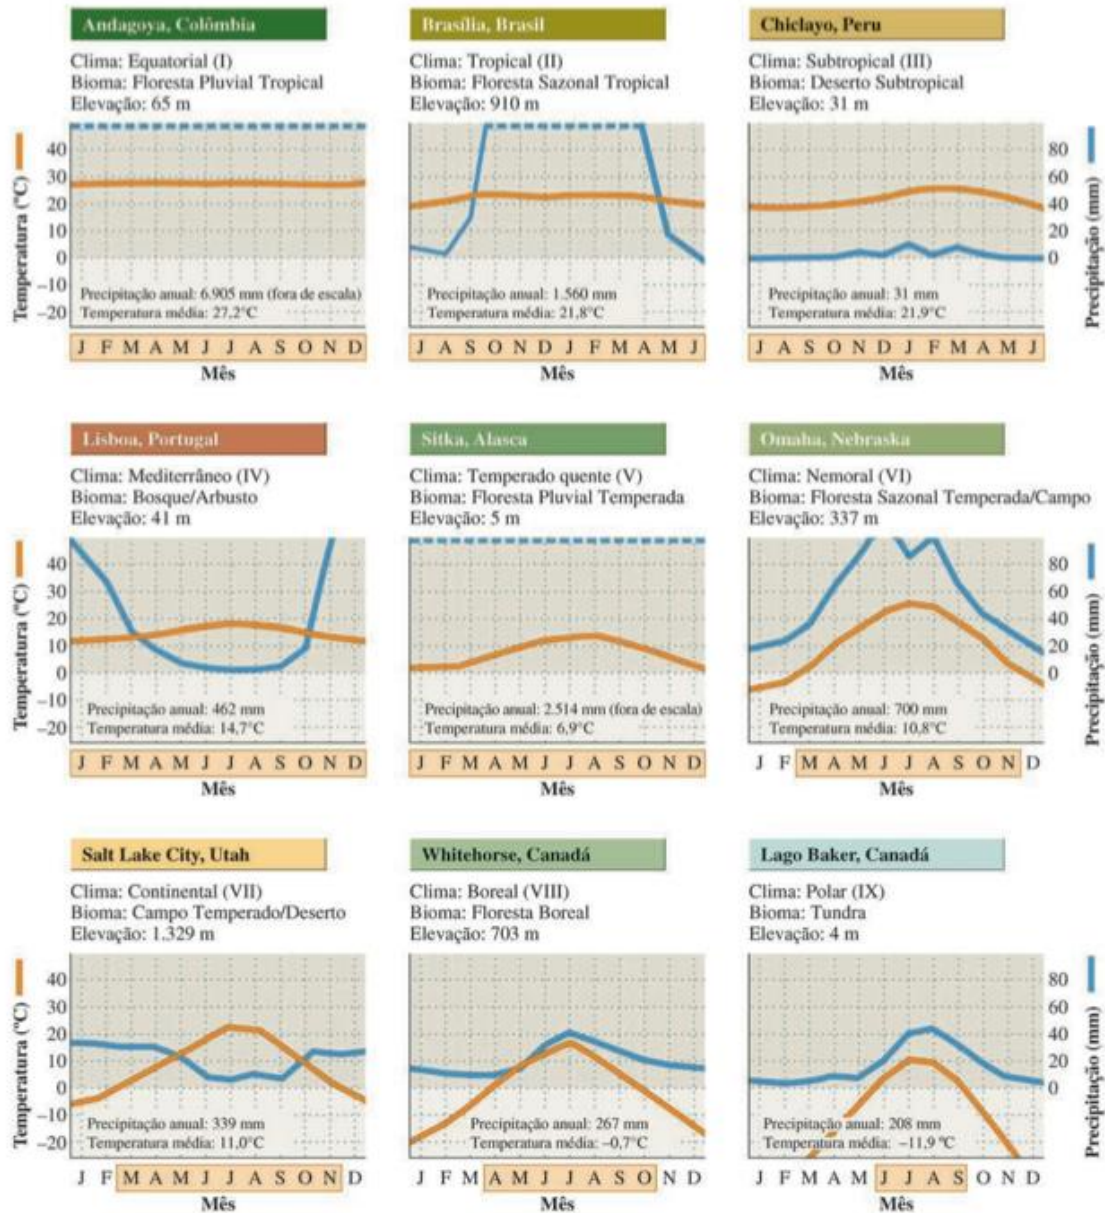 Andagoya, Colômbia
Clima: Equatorial (I)
Bioma: Floresta Pluvial Tropical
Elevação: 65 m
Temperatura (°C)
40
30
20
10
0
−10
−20
Precipitação anual: 6.905 mm (fora de escala)
Temperatura média: 27,2°C
J F M A M J J A S O N D
Mês
Brasília, Brasil
Clima: Tropical (II)
Bioma: Floresta Sazonal Tropical
Elevação: 910 m
Precipitação anual: 1.560 mm
Temperatura média: 21,8°C
J A S O N D J F M A M J
Mês
Chiclayo, Peru
Clima: Subtropical (III)
Bioma: Deserto Subtropical
Elevação: 31 m
Precipitação anual: 31 mm
Temperatura média: 21,9°C
J A S O N D J F M A M J
Mês
80
60
40
20
0
Precipitação (mm)
Lisboa, Portugal
Clima: Mediterrâneo (IV)
Bioma: Bosque/Arbusto
Elevação: 41 m
Temperatura (°C)
40
30
20
10
0
−10
−20
Precipitação anual: 462 mm
Temperatura média: 14,7°C
J F M A M J J A S O N D
Mês
Sitka, Alasca
Clima: Temperado quente (V)
Bioma: Floresta Pluvial Temperada
Elevação: 5 m
Precipitação anual: 2.514 mm (fora de escala)
Temperatura média: 6,9°C
J F M A M J J A S O N D
Mês
Omaha, Nebraska
Clima: Nemoral (VI)
Bioma: Floresta Sazonal Temperada/Campo
Elevação: 337 m
Precipitação anual: 700 mm
Temperatura média: 10,8°C
J F M A M J J A S O N D
Mês
80
60
40
20
0
Precipitação (mm)
Salt Lake City, Utah
Clima: Continental (VII)
Bioma: Campo Temperado/Deserto
Elevação: 1.329 m
Temperatura (°C)
40
30
20
10
0
−10
−20
Precipitação anual: 339 mm
Temperatura média: 11,0°C
J F M A M J J A S O N D
Mês
Whitehorse, Canadá
Clima: Boreal (VIII)
Bioma: Floresta Boreal
Elevação: 703 m
Precipitação anual: 267 mm
Temperatura média: −0,7°C
J F M A M J J A S O N D
Mês
Lago Baker, Canadá
Clima: Polar (IX)
Bioma: Tundra
Elevação: 4 m
Precipitação anual: 208 mm
Temperatura média: −11,9 °C
J F M A M J J A S O N D
Mês
80
60
40
20
0
Precipitação (mm)